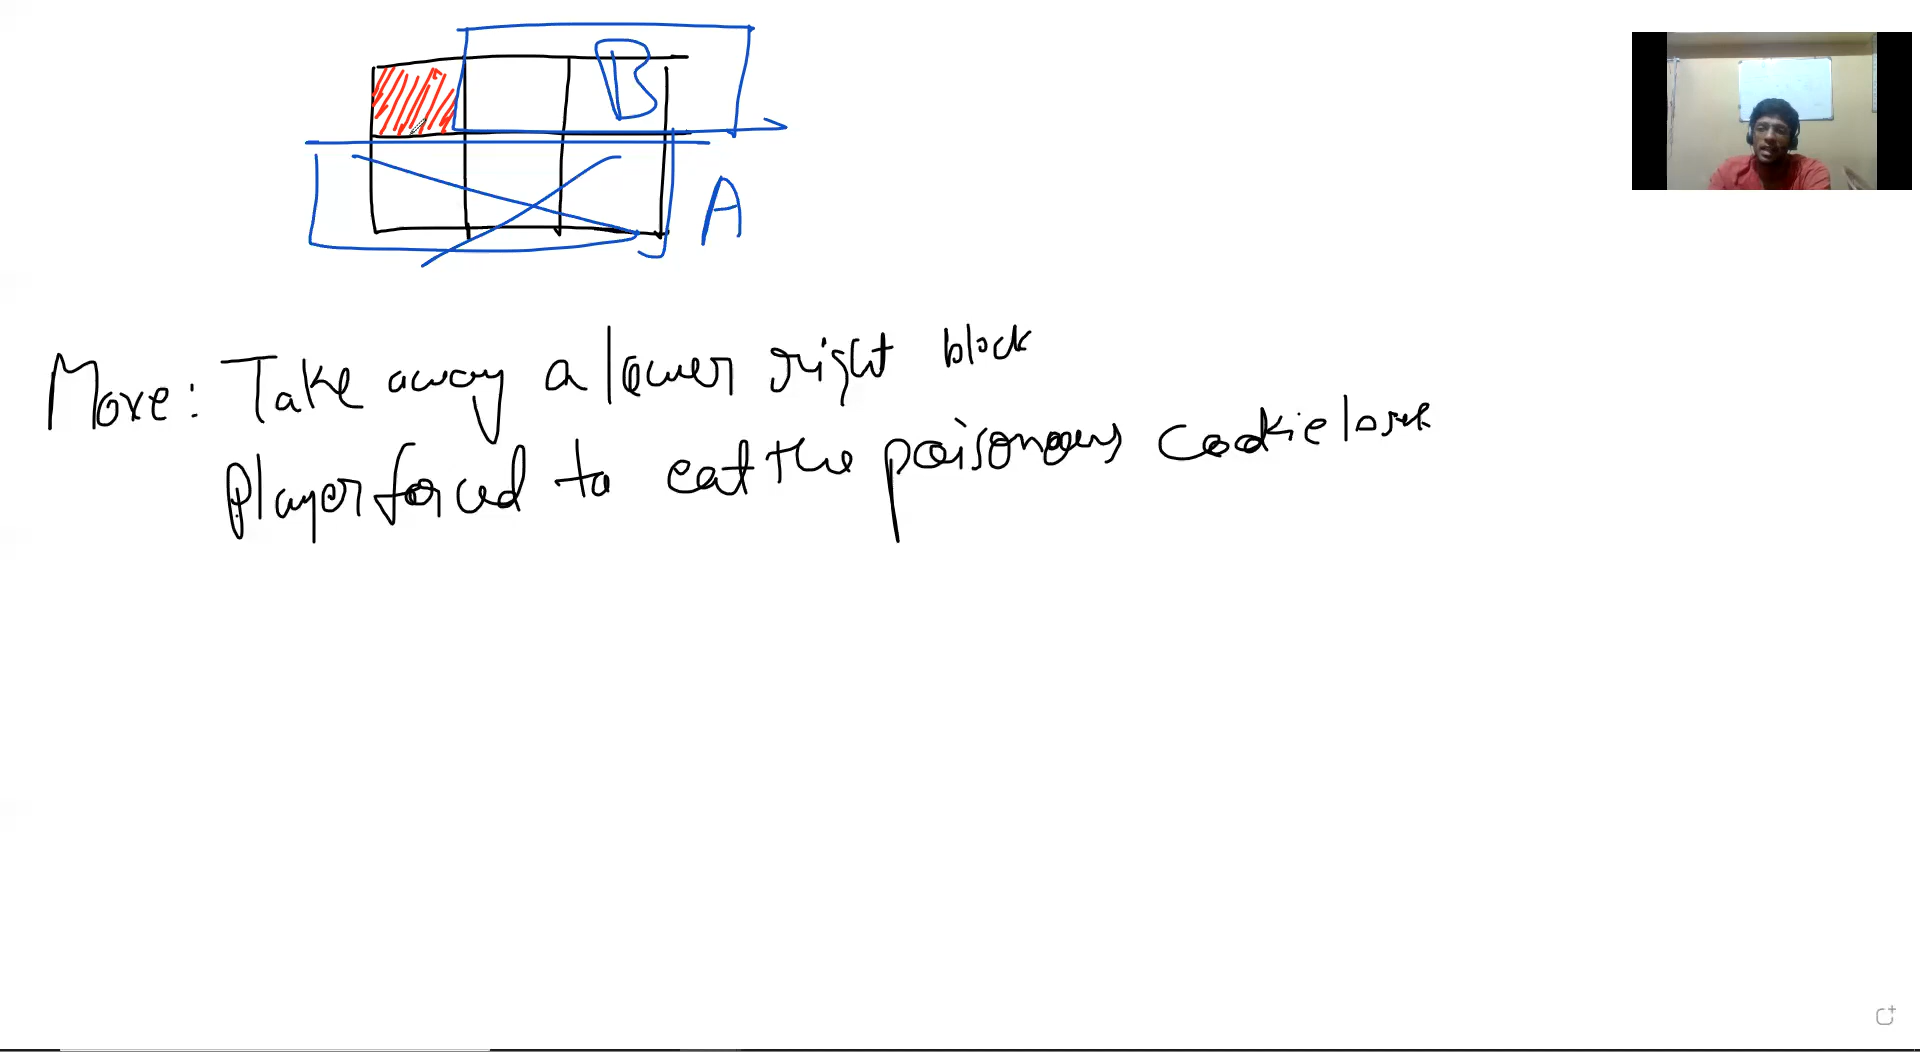 B
A
Move: Take away a lower right block
Player forced to eat the poisonous cookie loses